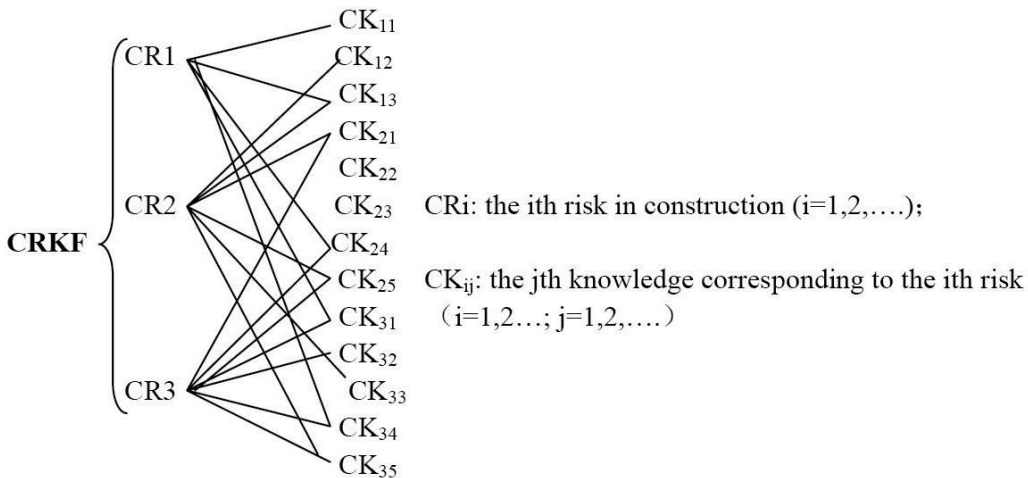 CK₁₁
CR1
CK₁₂
CK₁₃
CK₂₁
CK₂₂
CR2
CK₂₃
CRi: the ith risk in construction (i=1,2,….)；
CRKF
CK₂₄
CK₂₅
CKᵢⱼ: the jth knowledge corresponding to the ith risk
（i=1,2…; j=1,2,….）
CK₃₁
CK₃₂
CR3
CK₃₃
CK₃₄
CK₃₅